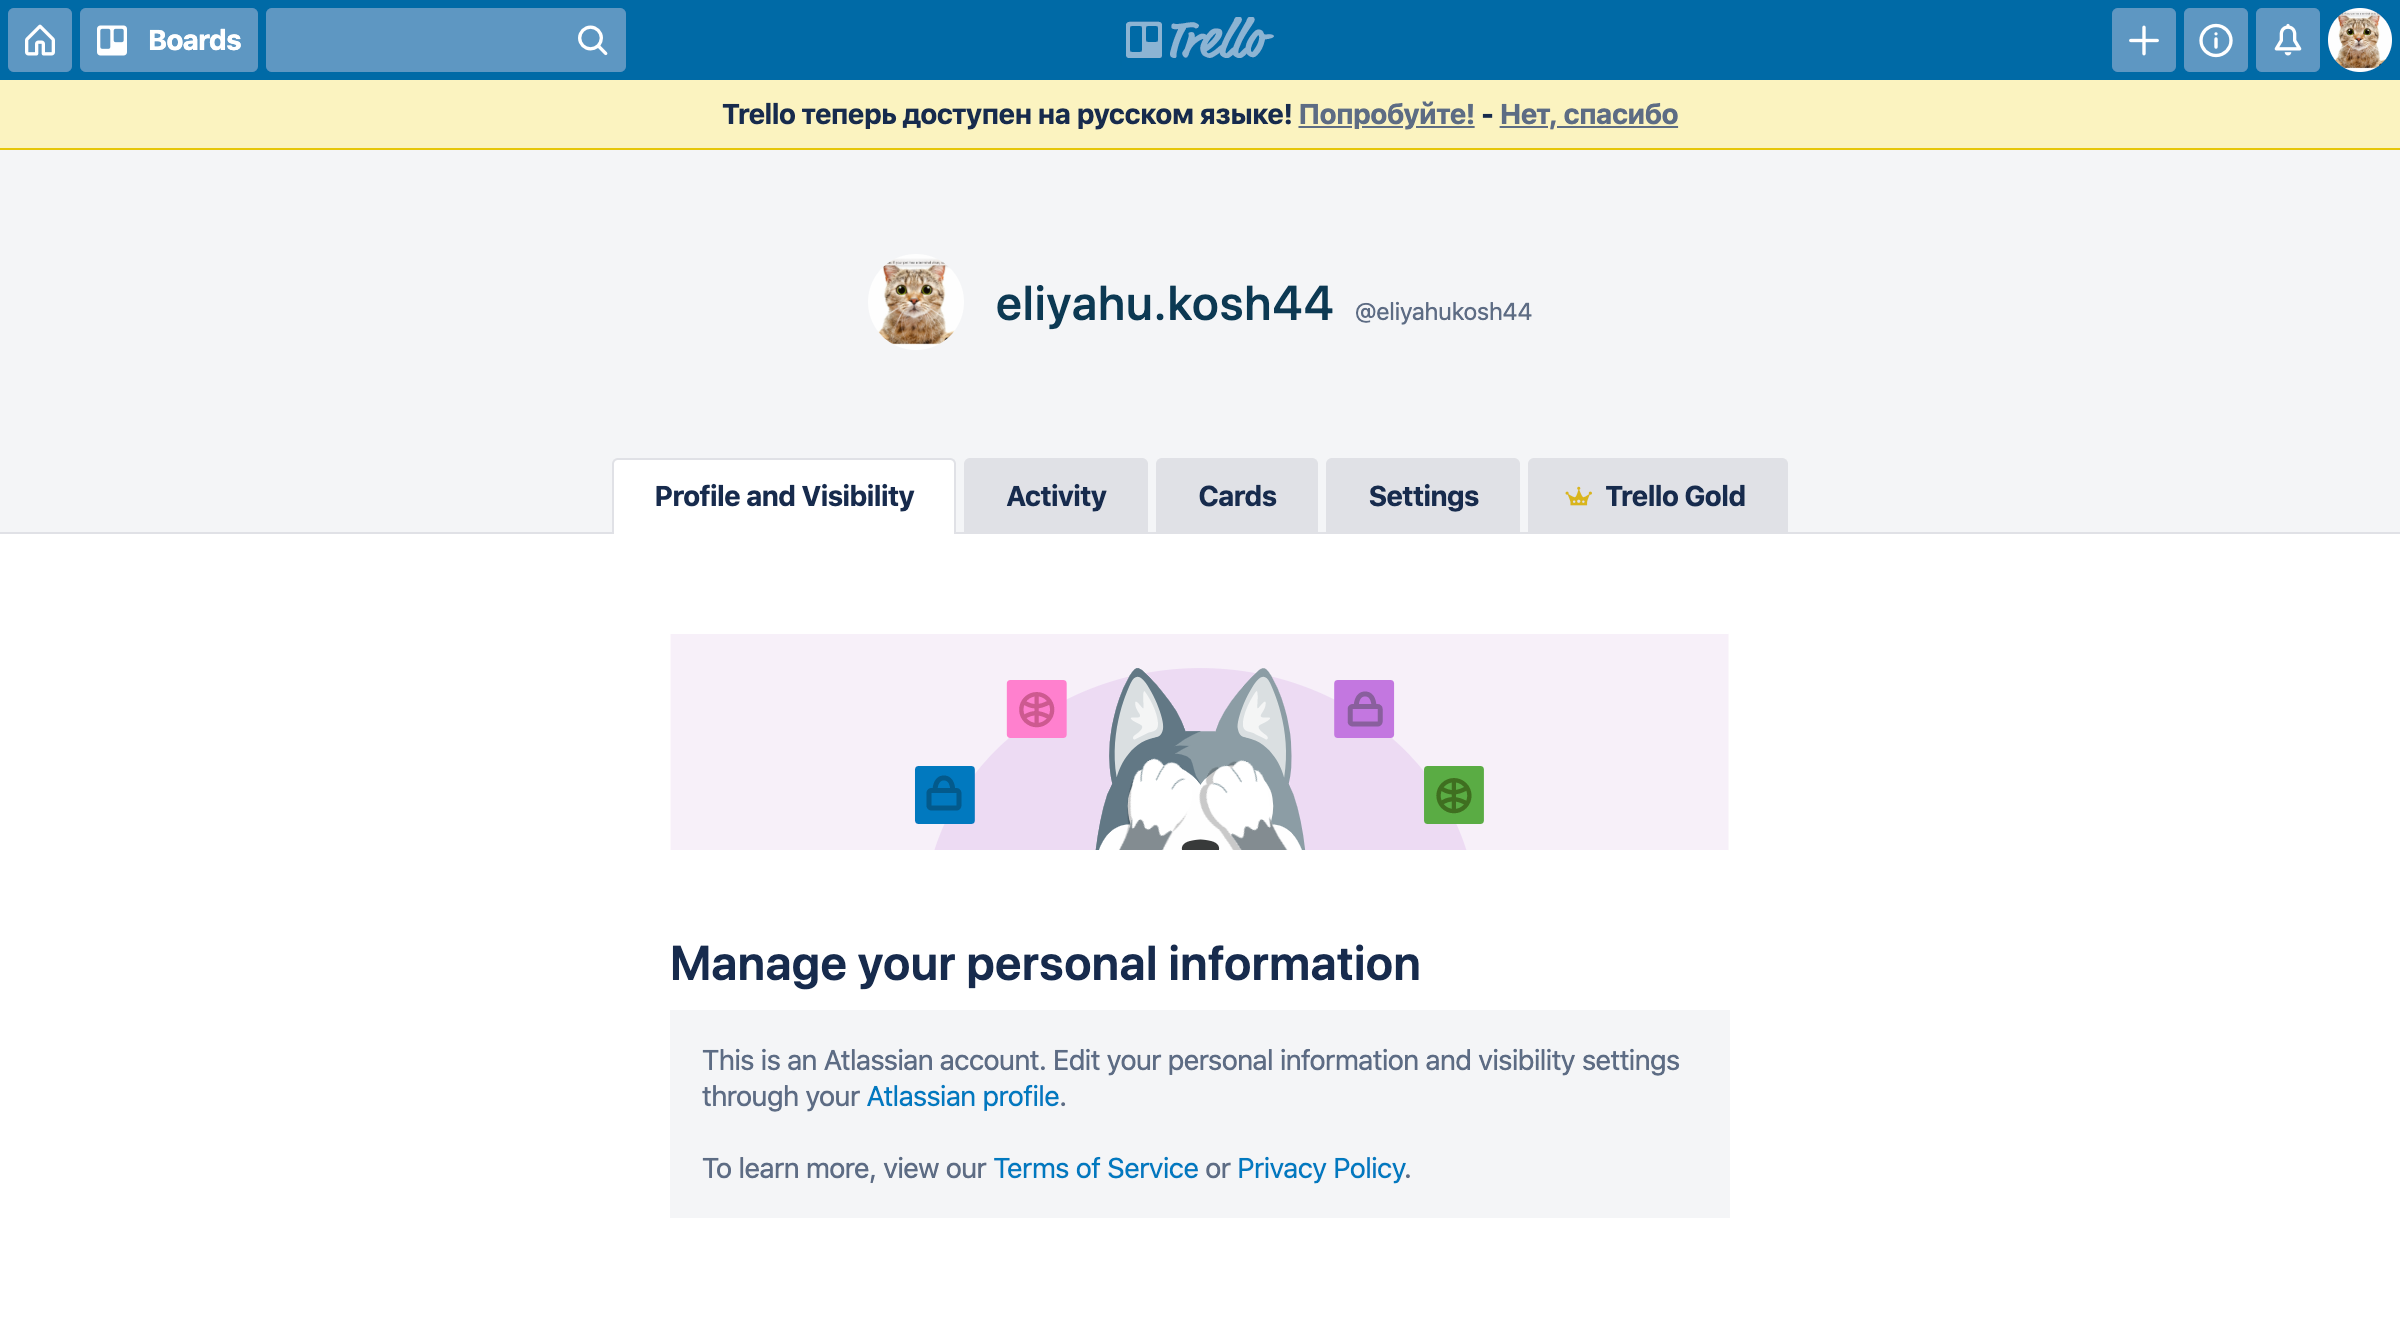 Boards
Trello
Trello теперь доступен на русском языке! Попробуйте! - Нет, спасибо
eliyahu.kosh44 @eliyahukosh44
Profile and Visibility
Activity
Cards
Settings
Trello Gold
Manage your personal information
This is an Atlassian account. Edit your personal information and visibility settings
through your Atlassian profile.
To learn more, view our Terms of Service or Privacy Policy.